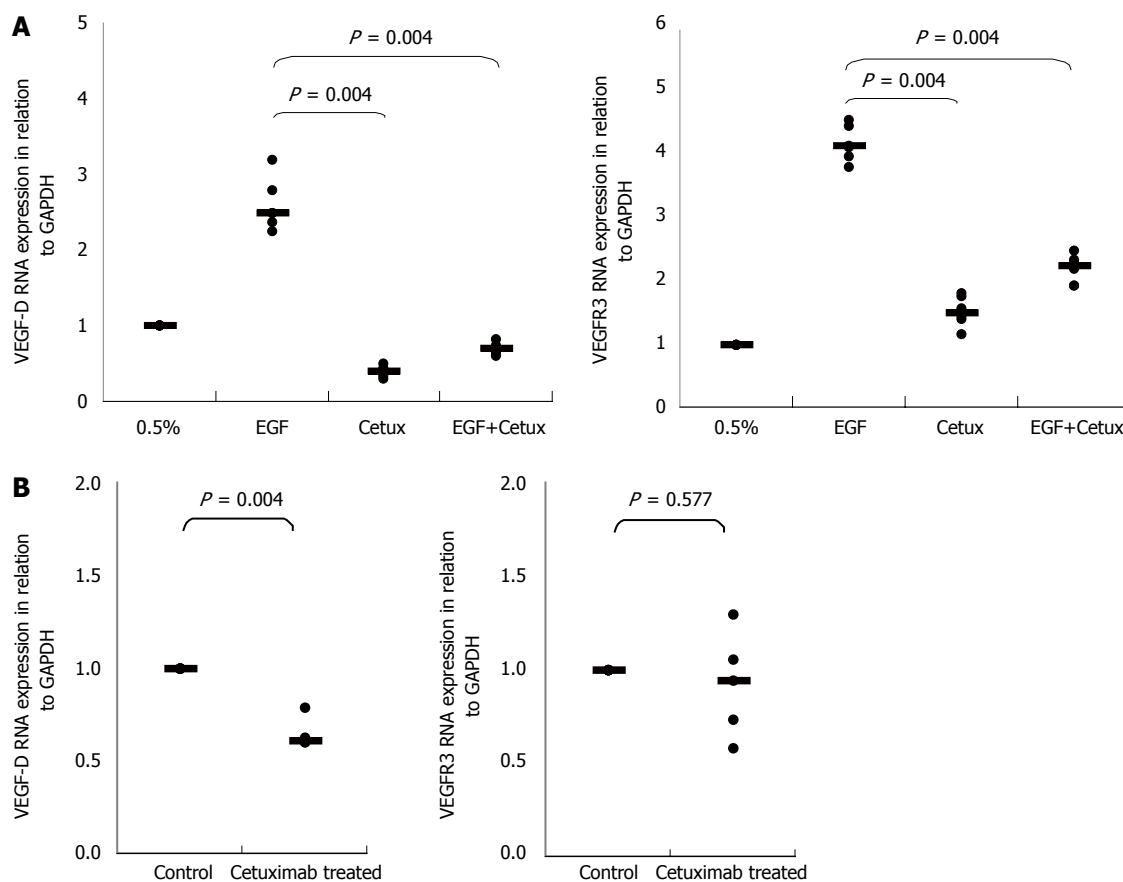 A
VEGF-D RNA expression in relation
to GAPDH
5
4
3
2
1
0
P = 0.004
P = 0.004
0.5%
EGF
Cetux
EGF+Cetux
VEGFR3 RNA expression in relation
to GAPDH
6
5
4
3
2
1
0
P = 0.004
P = 0.004
0.5%
EGF
Cetux
EGF+Cetux
B
VEGF-D RNA expression in relation
to GAPDH
2.0
1.5
1.0
0.5
0.0
P = 0.004
Control
Cetuximab treated
VEGFR3 RNA expression in relation
to GAPDH
2.0
1.5
1.0
0.5
0.0
P = 0.577
Control
Cetuximab treated